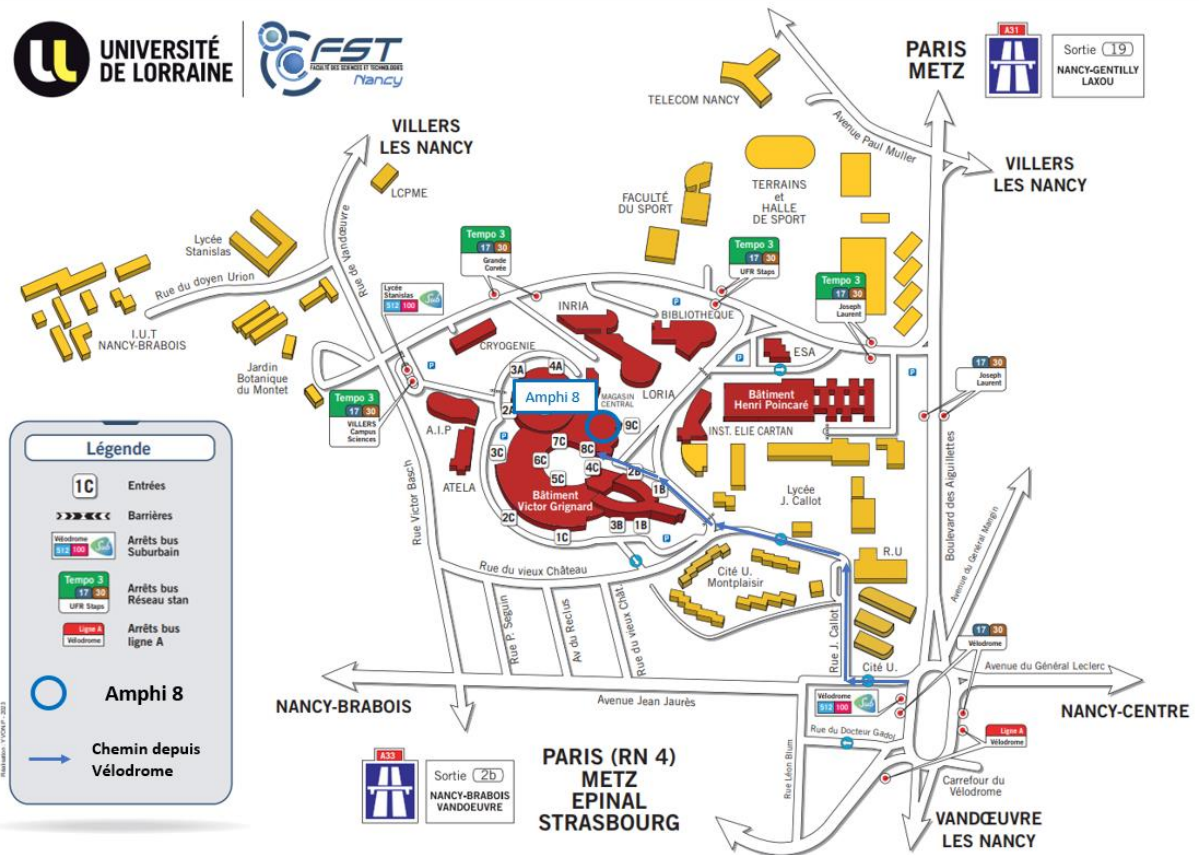 UNIVERSITÉ
DE LORRAINE
FST
FACULTÉ DES SCIENCES ET TECHNOLOGIES
Nancy
PARIS
METZ
A31
Sortie 19
NANCY-GENTILLY
LAXOU
TELECOM NANCY
Avenue Paul Muller
VILLERS
LES NANCY
VILLERS
LES NANCY
LCPME
FACULTÉ
DU SPORT
TERRAINS
et
HALLE
DE SPORT
Lycée
Stanislas
Rue de Vandœuvre
Rue du doyen Urion
I.U.T
NANCY-BRABOIS
Jardin
Botanique
du Montet
Tempo 3
17 30
Grande
Corvée
Tempo 3
17 30
UFR Staps
Tempo 3
17 30
Joseph
Laurent
17 30
Joseph
Laurent
Lycée
Stanislas
512 100 Sub
Tempo 3
17 30
VILLERS
Campus
Sciences
INRIA
BIBLIOTHEQUE
CRYOGENIE
ESA
LORIA
MAGASIN
CENTRAL
Amphi 8
Bâtiment
Henri Poincaré
INST. ELIE CARTAN
A.I.P
ATELA
P
P
P
P
P
P
3A
4A
2A
9C
3C
7C
8C
6C
4C
5C
2B
1B
2C
1C
3B
1B
Bâtiment
Victor Grignard
Lycée
J. Callot
R.U
Cité U.
Montplaisir
Cité U.
Rue Victor Basch
Rue du vieux Château
Rue P. Seguin
Av du Reclus
Rue du vieux Chât.
Rue J. Callot
Boulevard des Aiguillettes
Avenue du Général Mangin
17 30
Vélodrome
Avenue du Général Leclerc
Avenue Jean Jaurès
NANCY-BRABOIS
NANCY-CENTRE
Vélodrome
512 100 Sub
Rue du Docteur Gadol
Rue Léon Blum
Ligne A
Vélodrome
Carrefour du
Vélodrome
VANDŒUVRE
LES NANCY
A33
Sortie 2b
NANCY-BRABOIS
VANDOEUVRE
PARIS (RN 4)
METZ
EPINAL
STRASBOURG
Légende
1C Entrées
Barrières
Vélodrome
512 100 Sub
Arrêts bus
Suburbain
Tempo 3
17 30
UFR Staps
Arrêts bus
Réseau stan
Ligne A
Vélodrome
Arrêts bus
ligne A
Amphi 8
Chemin depuis
Vélodrome